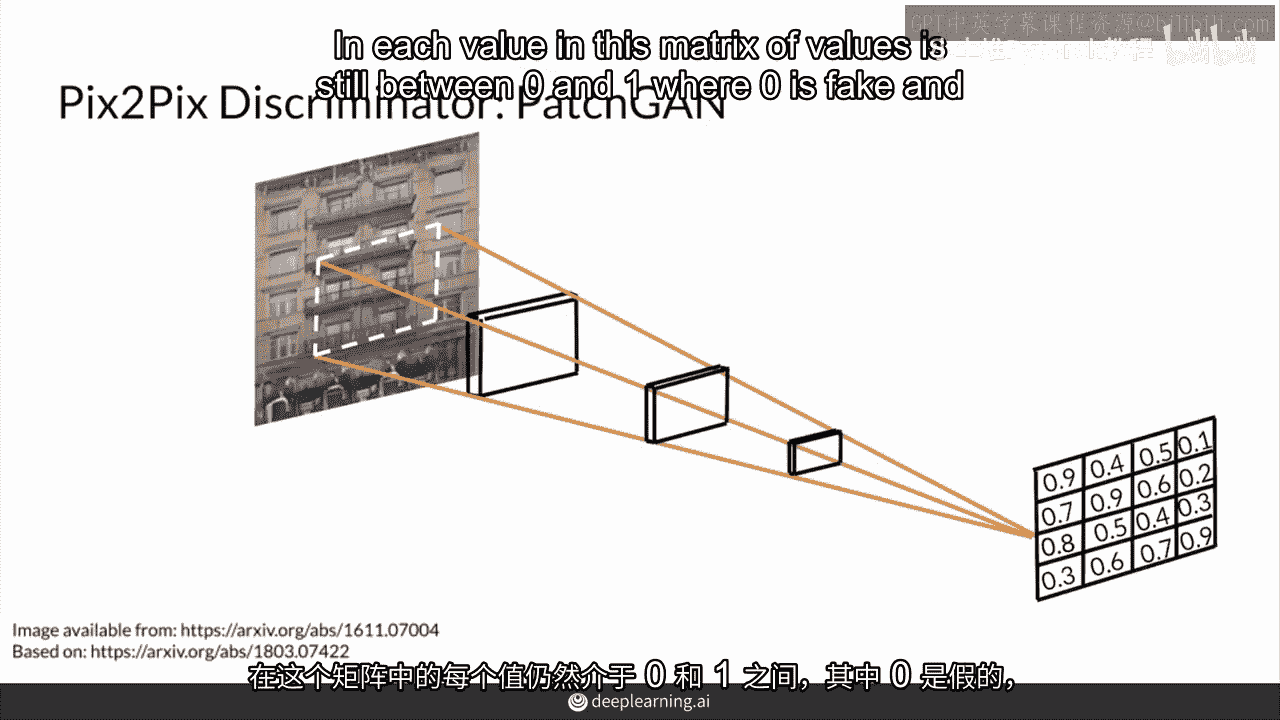 GPT中英字幕课程资源@bilibili.com
In each value in this matrix of values is
still between 0 and 1 where 0 is fake and
Pix2Pix Discriminator: PatchGAN
0.9 0.4 0.5 0.1
0.7 0.9 0.6 0.2
0.8 0.5 0.4 0.3
0.3 0.6 0.7 0.9
Image available from: https://arxiv.org/abs/1611.07004
Based on: https://arxiv.org/abs/1803.07422
在这个矩阵中的每个值仍然介于 0 和 1 之间，其中 0 是假的，
deeplearning.ai